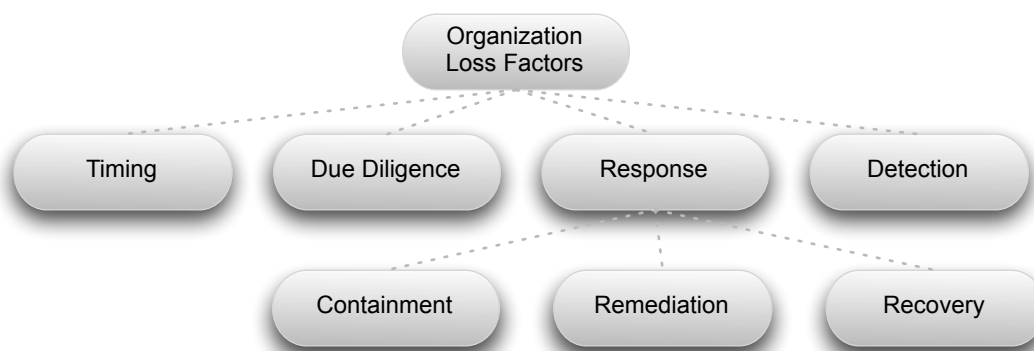 Organization
Loss Factors
Timing
Due Diligence
Response
Detection
Containment
Remediation
Recovery